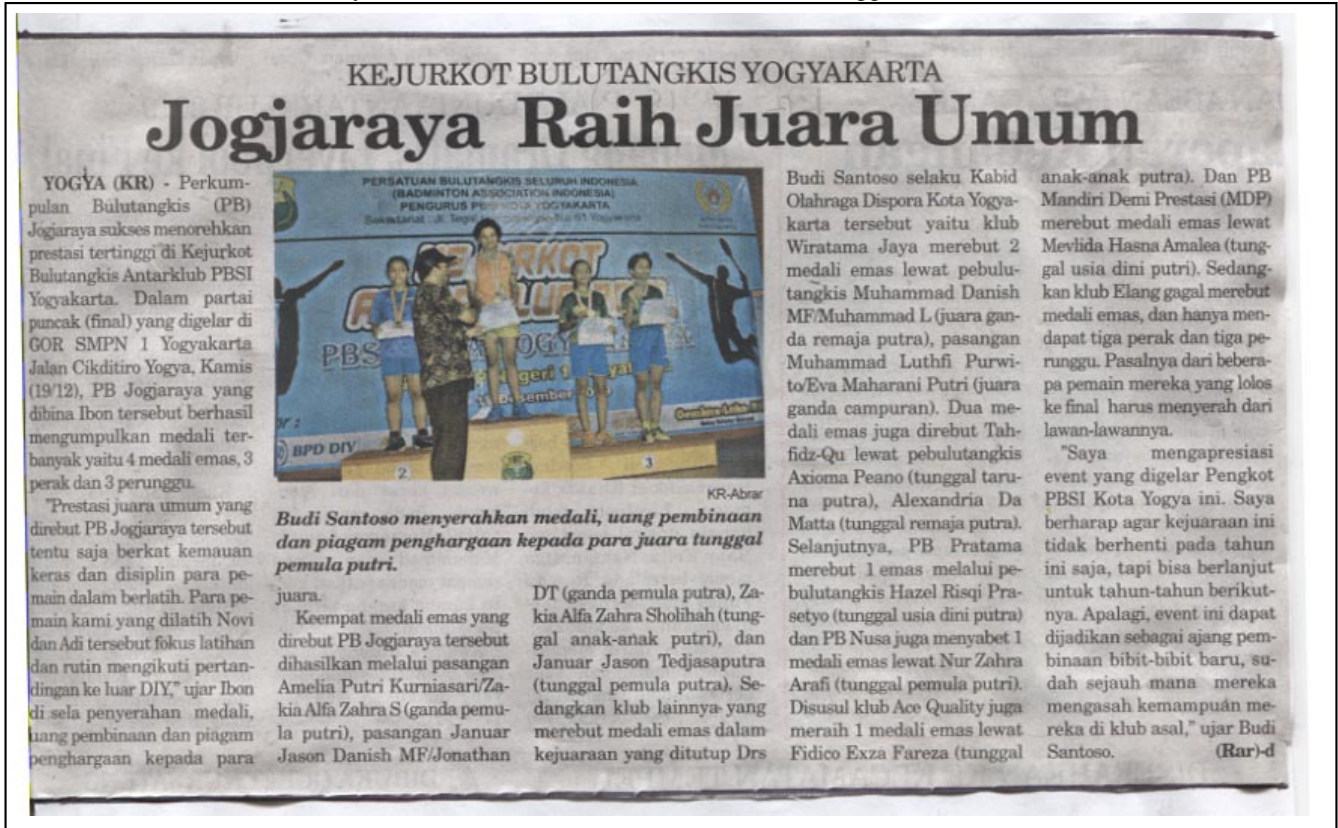 KEJURKOT BULUTANGKIS YOGYAKARTA
Jogjaraya Raih Juara Umum
YOGYA (KR) - Perkum-
pulan Bulutangkis (PB)
Jogjaraya sukses menorehkan
prestasi tertinggi di Kejurkot
Bulutangkis Antarklub PBSI
Yogyakarta. Dalam partai
puncak (final) yang digelar di
GOR SMPN 1 Yogyakarta
Jalan Cikditiro Yogya, Kamis
(19/12), PB Jogjaraya yang
dibina Ibon tersebut berhasil
mengumpulkan medali ter-
banyak yaitu 4 medali emas, 3
perak dan 3 perunggu.
"Prestasi juara umum yang
direbut PB Jogjaraya tersebut
tentu saja berkat kemauan
keras dan disiplin para pe-
main dalam berlatih. Para pe-
main kami yang dilatih Novi
dan Adi tersebut fokus latihan
dan rutin mengikuti pertan-
dingan ke luar DIY," ujar Ibon
di sela penyerahan medali,
uang pembinaan dan piagam
penghargaan kepada para
PERSATUAN BULUTANGKIS SELURUH INDONESIA
(BADMINTON ASSOCIATION INDONESIA)
PENGURUS KOTA YOGYAKARTA
BPD DIY
2
3
KR-Abrar
Budi Santoso menyerahkan medali, uang pembinaan
dan piagam penghargaan kepada para juara tunggal
pemula putri.
juara.
Keempat medali emas yang
direbut PB Jogjaraya tersebut
dihasilkan melalui pasangan
Amelia Putri Kurniasari/Za-
kia Alfa Zahra S (ganda pemu-
la putri), pasangan Januar
Jason Danish MF/Jonathan
DT (ganda pemula putra), Za-
kia Alfa Zahra Sholihah (tung-
gal anak-anak putri), dan
Januar Jason Tedjasaputra
(tunggal pemula putra). Se-
dangkan klub lainnya yang
merebut medali emas dalam
kejuaraan yang ditutup Drs
Budi Santoso selaku Kabid
Olahraga Dispora Kota Yogya-
karta tersebut yaitu klub
Wiratama Jaya merebut 2
medali emas lewat pebulu-
tangkis Muhammad Danish
MF/Muhammad L (juara gan-
da remaja putra), pasangan
Muhammad Luthfi Purwi-
to/Eva Maharani Putri (juara
ganda campuran). Dua me-
dali emas juga direbut Tah-
fidz-Qu lewat pebulutangkis
Axioma Peano (tunggal taru-
na putra), Alexandria Da
Matta (tunggal remaja putra).
Selanjutnya, PB Pratama
merebut 1 emas melalui pe-
bulutangkis Hazel Risqi Pra-
setyo (tunggal usia dini putra)
dan PB Nusa juga menyabet 1
medali emas lewat Nur Zahra
Arafi (tunggal pemula putri).
Disusul klub Ace Quality juga
meraih 1 medali emas lewat
Fidico Exza Fareza (tunggal
anak-anak putra). Dan PB
Mandiri Demi Prestasi (MDP)
merebut medali emas lewat
Mevlida Hasna Amalea (tung-
gal usia dini putri). Sedang-
kan klub Elang gagal merebut
medali emas, dan hanya men-
dapat tiga perak dan tiga pe-
runggu. Pasalnya dari bebera-
pa pemain mereka yang lolos
ke final harus menyerah dari
lawan-lawannya.
"Saya mengapresiasi
event yang digelar Pengkot
PBSI Kota Yogya ini. Saya
berharap agar kejuaraan ini
tidak berhenti pada tahun
ini saja, tapi bisa berlanjut
untuk tahun-tahun berikut-
nya. Apalagi, event ini dapat
dijadikan sebagai ajang pem-
binaan bibit-bibit baru, su-
dah sejauh mana mereka
mengasah kemampuan me-
reka di klub asal," ujar Budi
Santoso. (Rar)-d